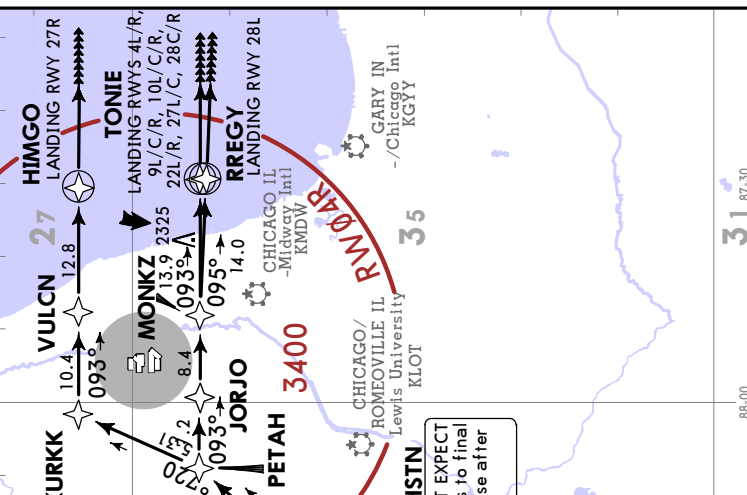 HIMGO
LANDING RWY 27R
TONIE
LANDING RWYS 4L/R,
9L/C/R, 10L/C/R,
22L/R, 27L/C, 28C/R
RREGY
LANDING RWY 28L
GARY IN
-/Chicago Intl
KGYY
27
12.8
VULCN
10.4
093°
2325
MONKZ
13.9
093°
095°
14.0
CHICAGO IL
-Midway Intl
KMDW
RWØ4R
35
31
87-30
8.4
3400
CHICAGO/
ROMEOVILLE IL
Lewis University
KLOT
JORJO
5.2
093°
PETAH
88-00
T EXPECT
s to final
se after